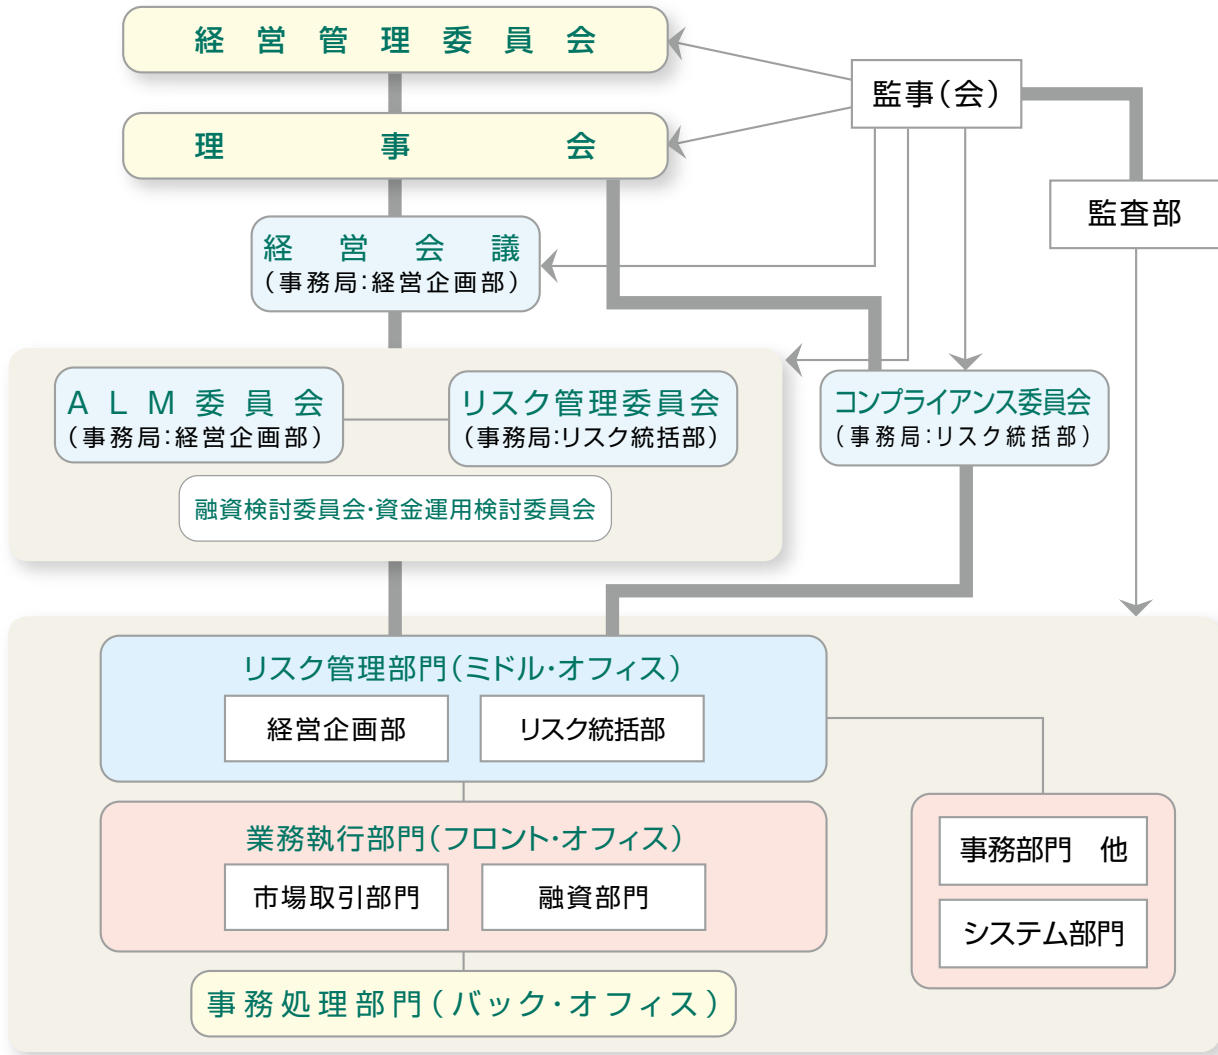 経営管理委員会
監事(会)
理事会
監査部
経営会議
(事務局:経営企画部)
ALM委員会
(事務局:経営企画部)
リスク管理委員会
(事務局:リスク統括部)
コンプライアンス委員会
(事務局:リスク統括部)
融資検討委員会・資金運用検討委員会
リスク管理部門(ミドル・オフィス)
経営企画部
リスク統括部
業務執行部門(フロント・オフィス)
市場取引部門
融資部門
事務部門 他
システム部門
事務処理部門(バック・オフィス)